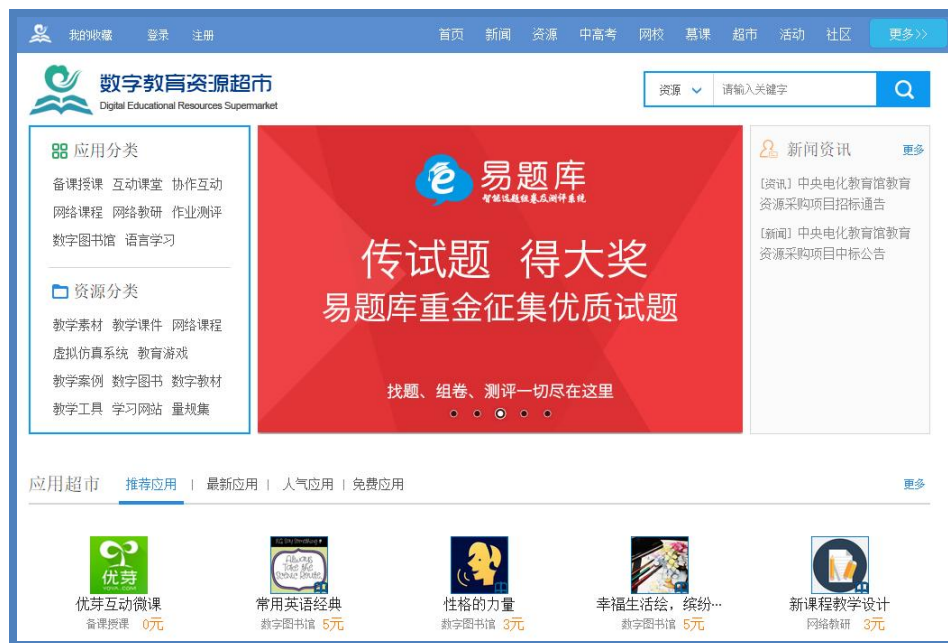 我的收藏 登录 注册 首页 新闻 资源 中高考 网校 慕课 超市 活动 社区 更多>>
数字教育资源超市
Digital Educational Resources Supermarket
资源 请输入关键字
应用分类
备课授课 互动课堂 协作互动
网络课程 网络教研 作业测评
数字图书馆 语言学习
资源分类
教学素材 教学课件 网络课程
虚拟仿真系统 教育游戏
教学案例 数字图书 数字教材
教学工具 学习网站 量规集
易题库
智能选题组卷及测评系统
传试题 得大奖
易题库重金征集优质试题
找题、组卷、测评一切尽在这里
新闻资讯 更多
[资讯] 中央电化教育馆教育
资源采购项目招标通告
[新闻] 中央电化教育馆教育
资源采购项目中标公告
应用超市 推荐应用 | 最新应用 | 人气应用 | 免费应用 更多
优芽
优芽互动微课 常用英语经典 性格的力量 幸福生活绘，缤纷… 新课程教学设计
备课授课 0元 数字图书馆 5元 数字图书馆 3元 数字图书馆 5元 网络教研 3元